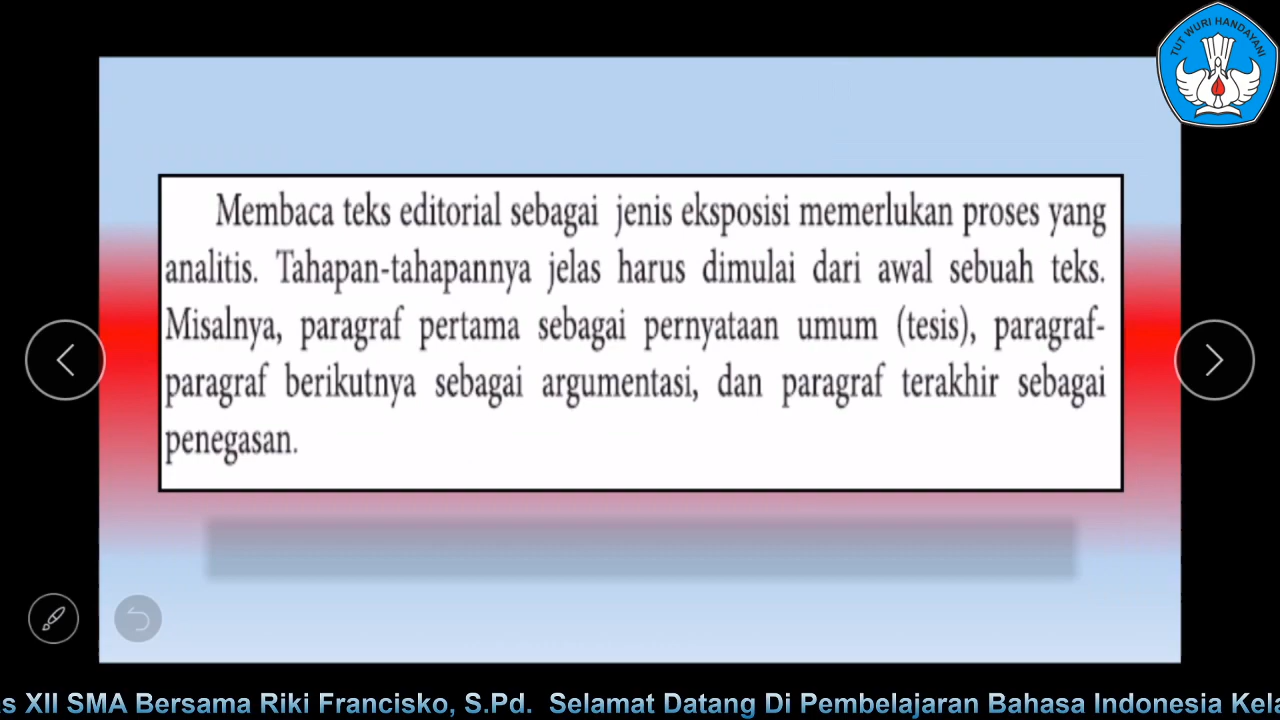 TUT WURI HANDAYANI
Membaca teks editorial sebagai jenis eksposisi memerlukan proses yang
analitis. Tahapan-tahapannya jelas harus dimulai dari awal sebuah teks.
Misalnya, paragraf pertama sebagai pernyataan umum (tesis), paragraf-
paragraf berikutnya sebagai argumentasi, dan paragraf terakhir sebagai
penegasan.
s XII SMA Bersama Riki Francisko, S.Pd. Selamat Datang Di Pembelajaran Bahasa Indonesia Kela